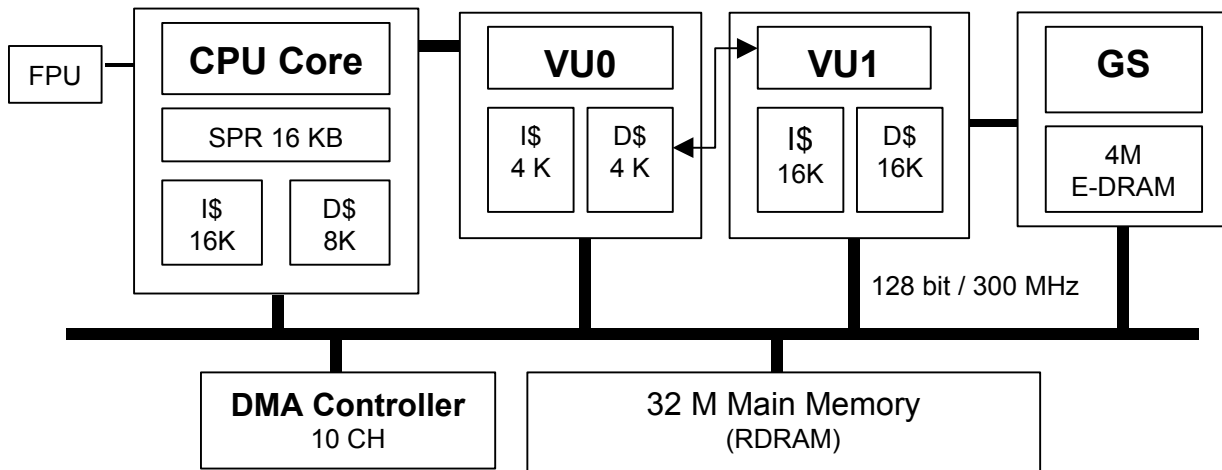 FPU
CPU Core
SPR 16 KB
I$
16K
D$
8K
VU0
I$
4 K
D$
4 K
VU1
I$
16K
D$
16K
GS
4M
E-DRAM
128 bit / 300 MHz
DMA Controller
10 CH
32 M Main Memory
(RDRAM)